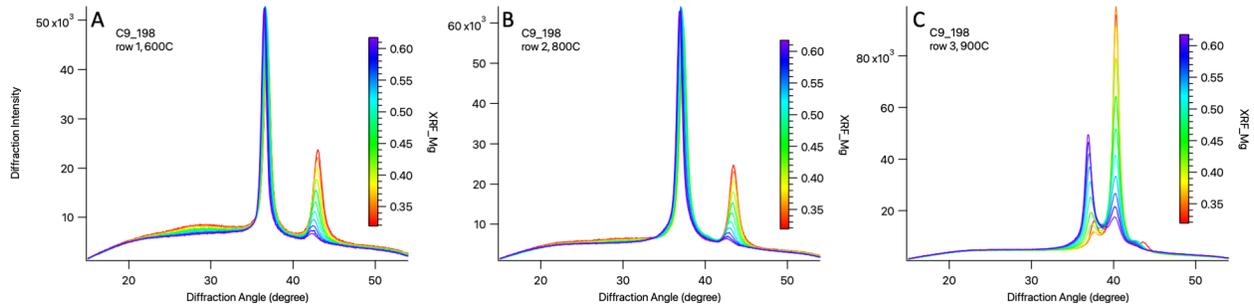 A
C9_198
row 1, 600C
50 x10³
40
30
20
10
Diffraction Intensity
20
30
40
50
Diffraction Angle (degree)
0.60
0.55
0.50
0.45
0.40
0.35
XRF_Mg
B
C9_198
row 2, 800C
60 x10³
50
40
30
20
10
20
30
40
50
Diffraction Angle (degree)
0.60
0.55
0.50
0.45
0.40
0.35
XRF_Mg
C
C9_198
row 3, 900C
80 x10³
60
40
20
20
30
40
50
Diffraction Angle (degree)
0.60
0.55
0.50
0.45
0.40
0.35
XRF_Mg